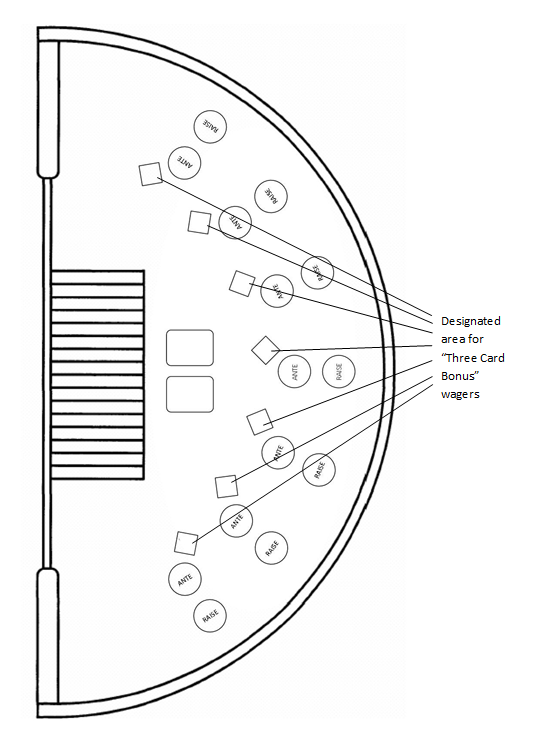 RAISE
ANTE
RAISE
ANTE
RAISE
ANTE
ANTE
RAISE
ANTE
RAISE
ANTE
RAISE
ANTE
RAISE
Designated
area for
“Three Card
Bonus”
wagers